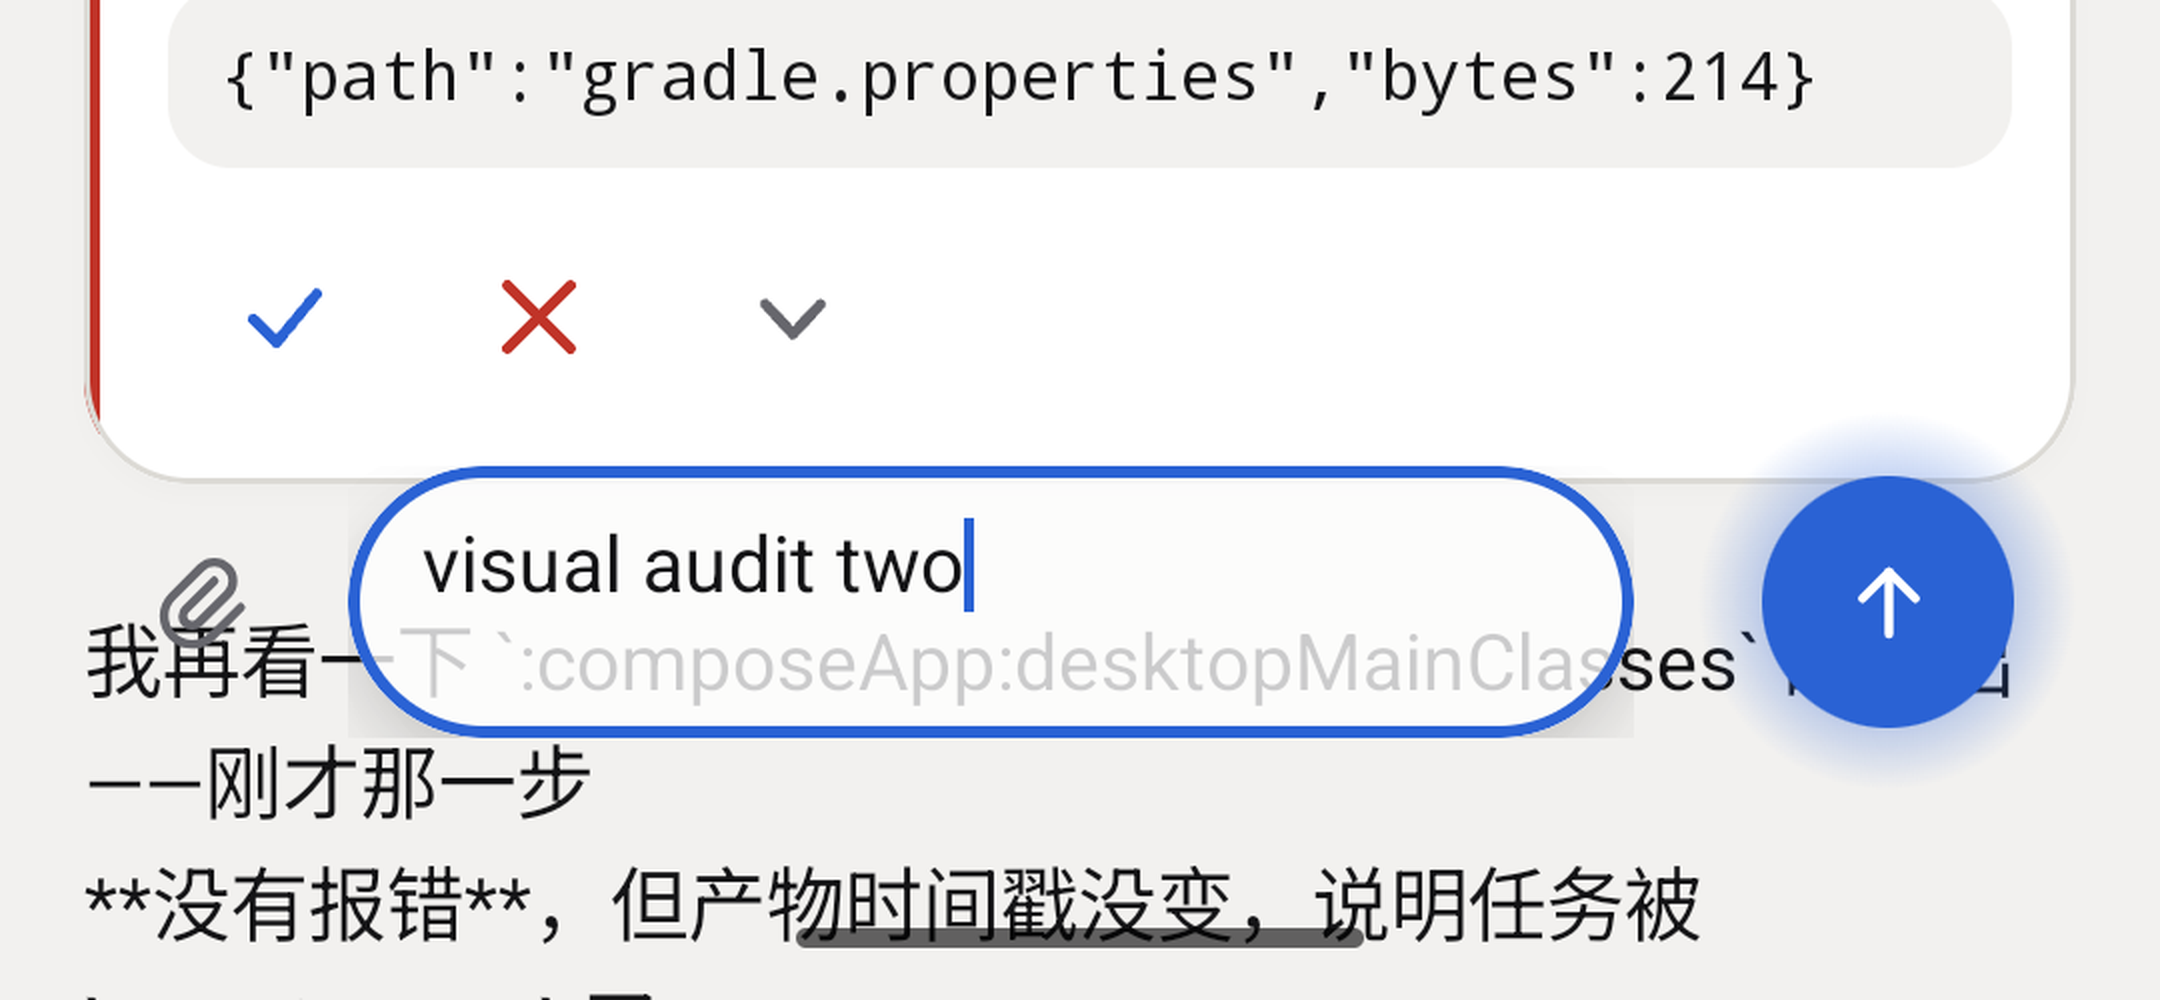 {"path":"gradle.properties","bytes":214}
visual audit two
我再看一下 `:composeApp:desktopMainClasses`
——刚才那一步
**没有报错**，但产物时间戳没变，说明任务被